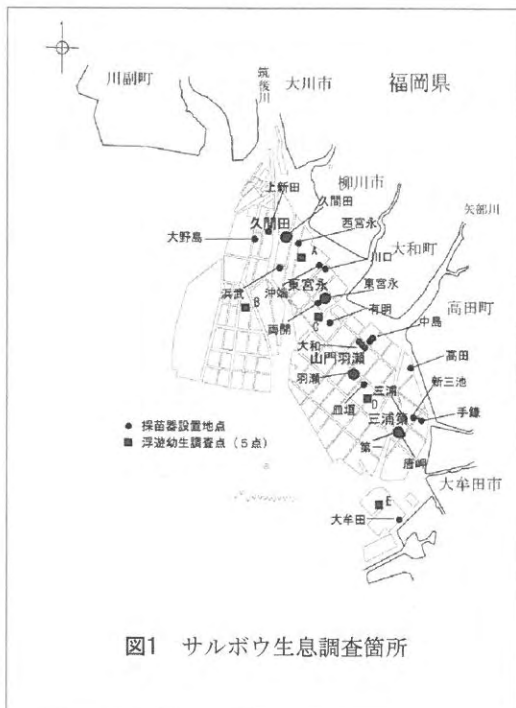 川副町
筑後川
大川市
福岡県
上新田
柳川市
久間田
矢部川
久間田
西宮永
大野島
A
川口
大和町
浜武
沖端
東宮永
東宮永
B
高田町
両開
C
有明
中島
大和
山門羽瀬
高田
羽瀬
三浦
新三池
皿垣
D
三浦第一
手鎌
● 採苗器設置地点
■ 浮遊幼生調査点（5点）
第一
唐岬
大牟田市
E
大牟田
図1 サルボウ生息調査箇所